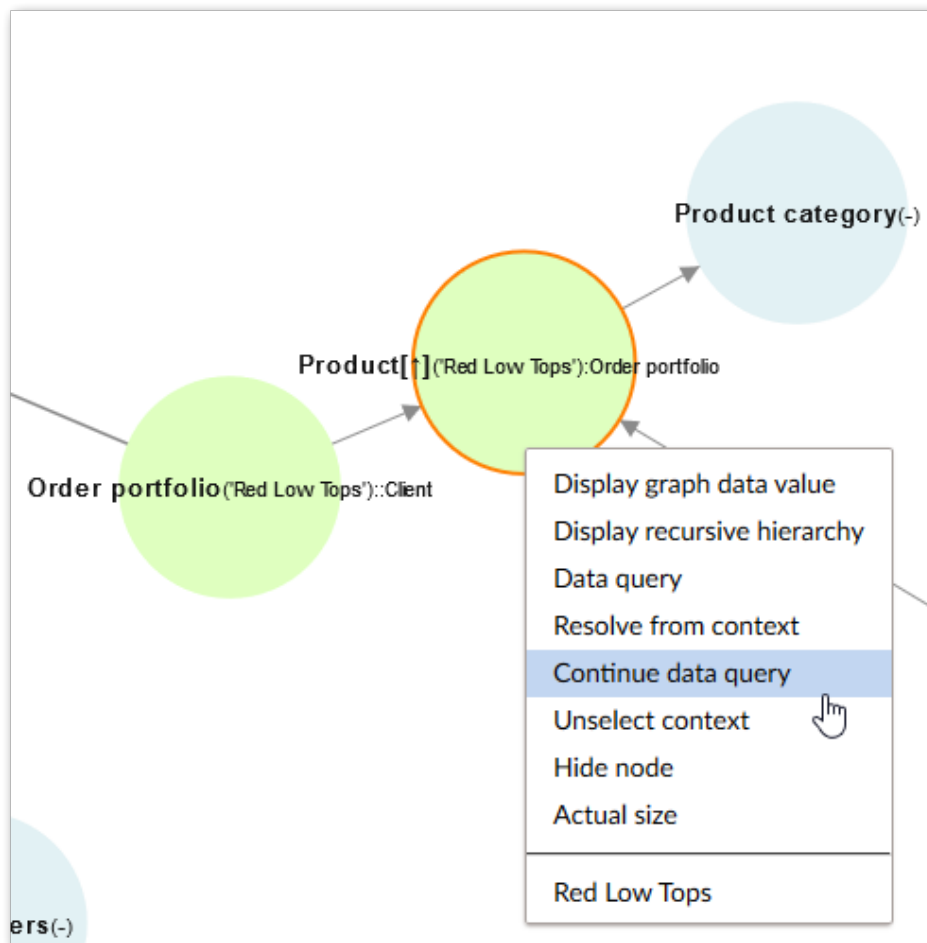 Product category(-)
Product[↑]("Red Low Tops"):Order portfolio
Order portfolio("Red Low Tops")::Client
Display graph data value
Display recursive hierarchy
Data query
Resolve from context
Continue data query
Unselect context
Hide node
Actual size
Red Low Tops
ers(-)